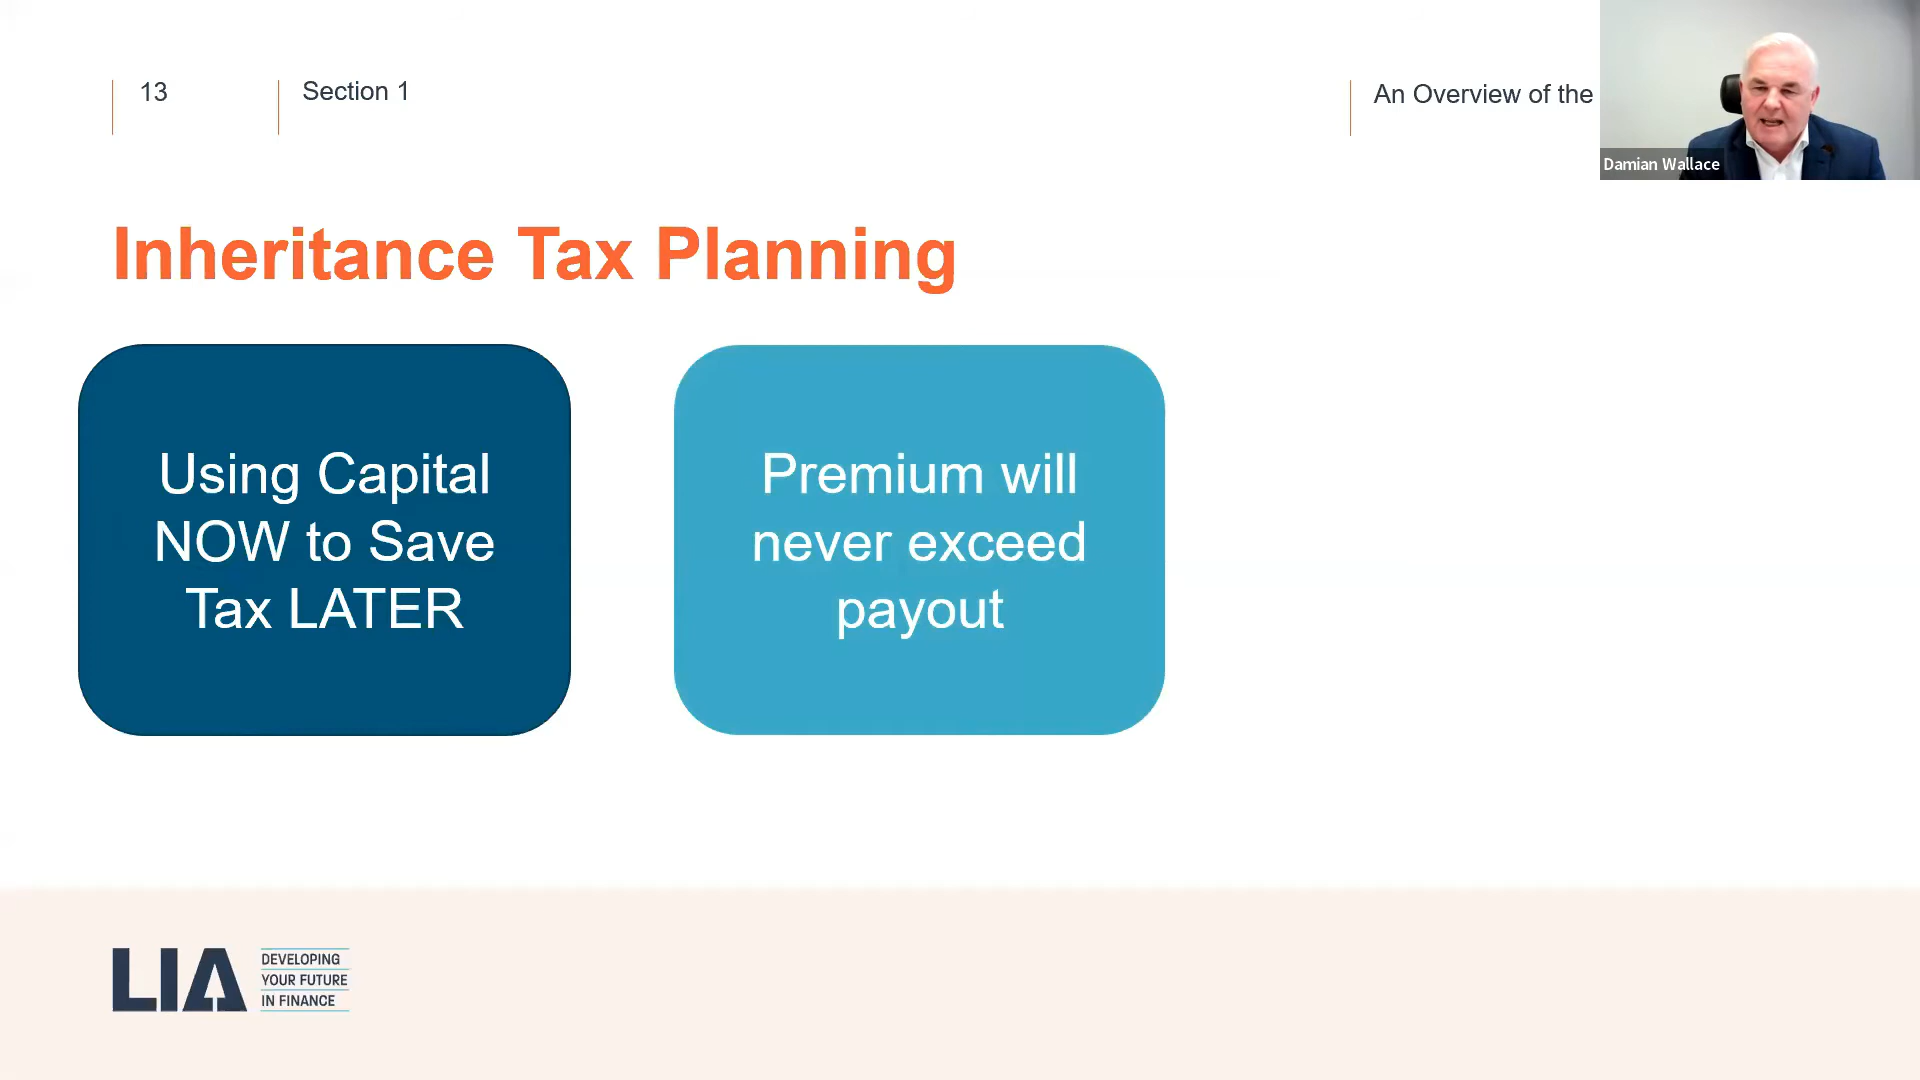 13
Section 1
An Overview of the
Damian Wallace
Inheritance Tax Planning
Using Capital
NOW to Save
Tax LATER
Premium will
never exceed
payout
LIA
DEVELOPING
YOUR FUTURE
IN FINANCE